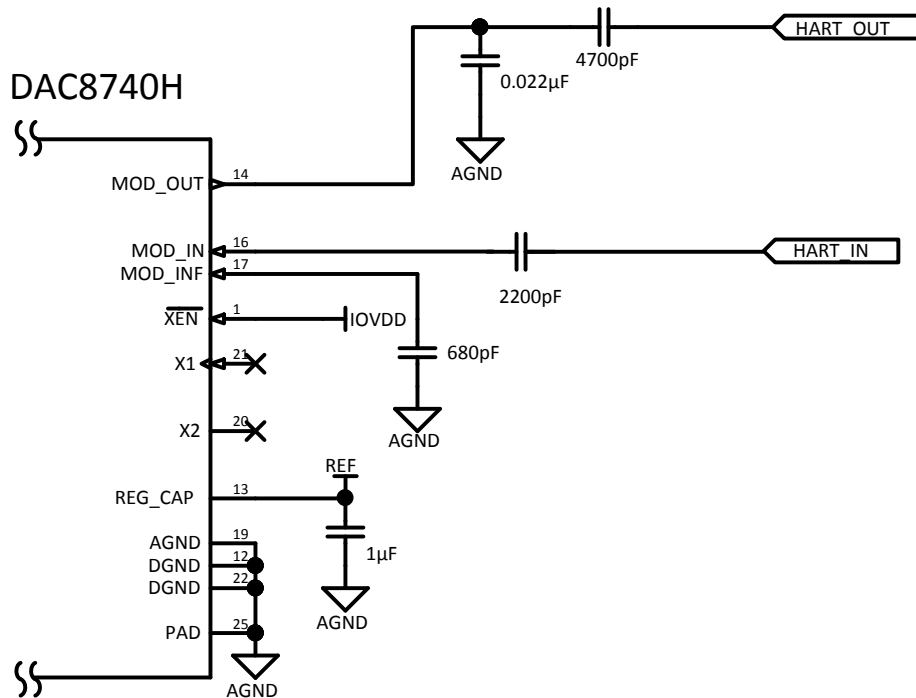 HART_OUT
4700pF
0.022µF
DAC8740H
AGND
MOD_OUT 14
MOD_IN 16
HART_IN
MOD_INF 17
2200pF
XEN 1
IOVDD
680pF
X1 21
AGND
X2 20
REF
REG_CAP 13
1µF
AGND 19
DGND 12
DGND 22
AGND
PAD 25
AGND